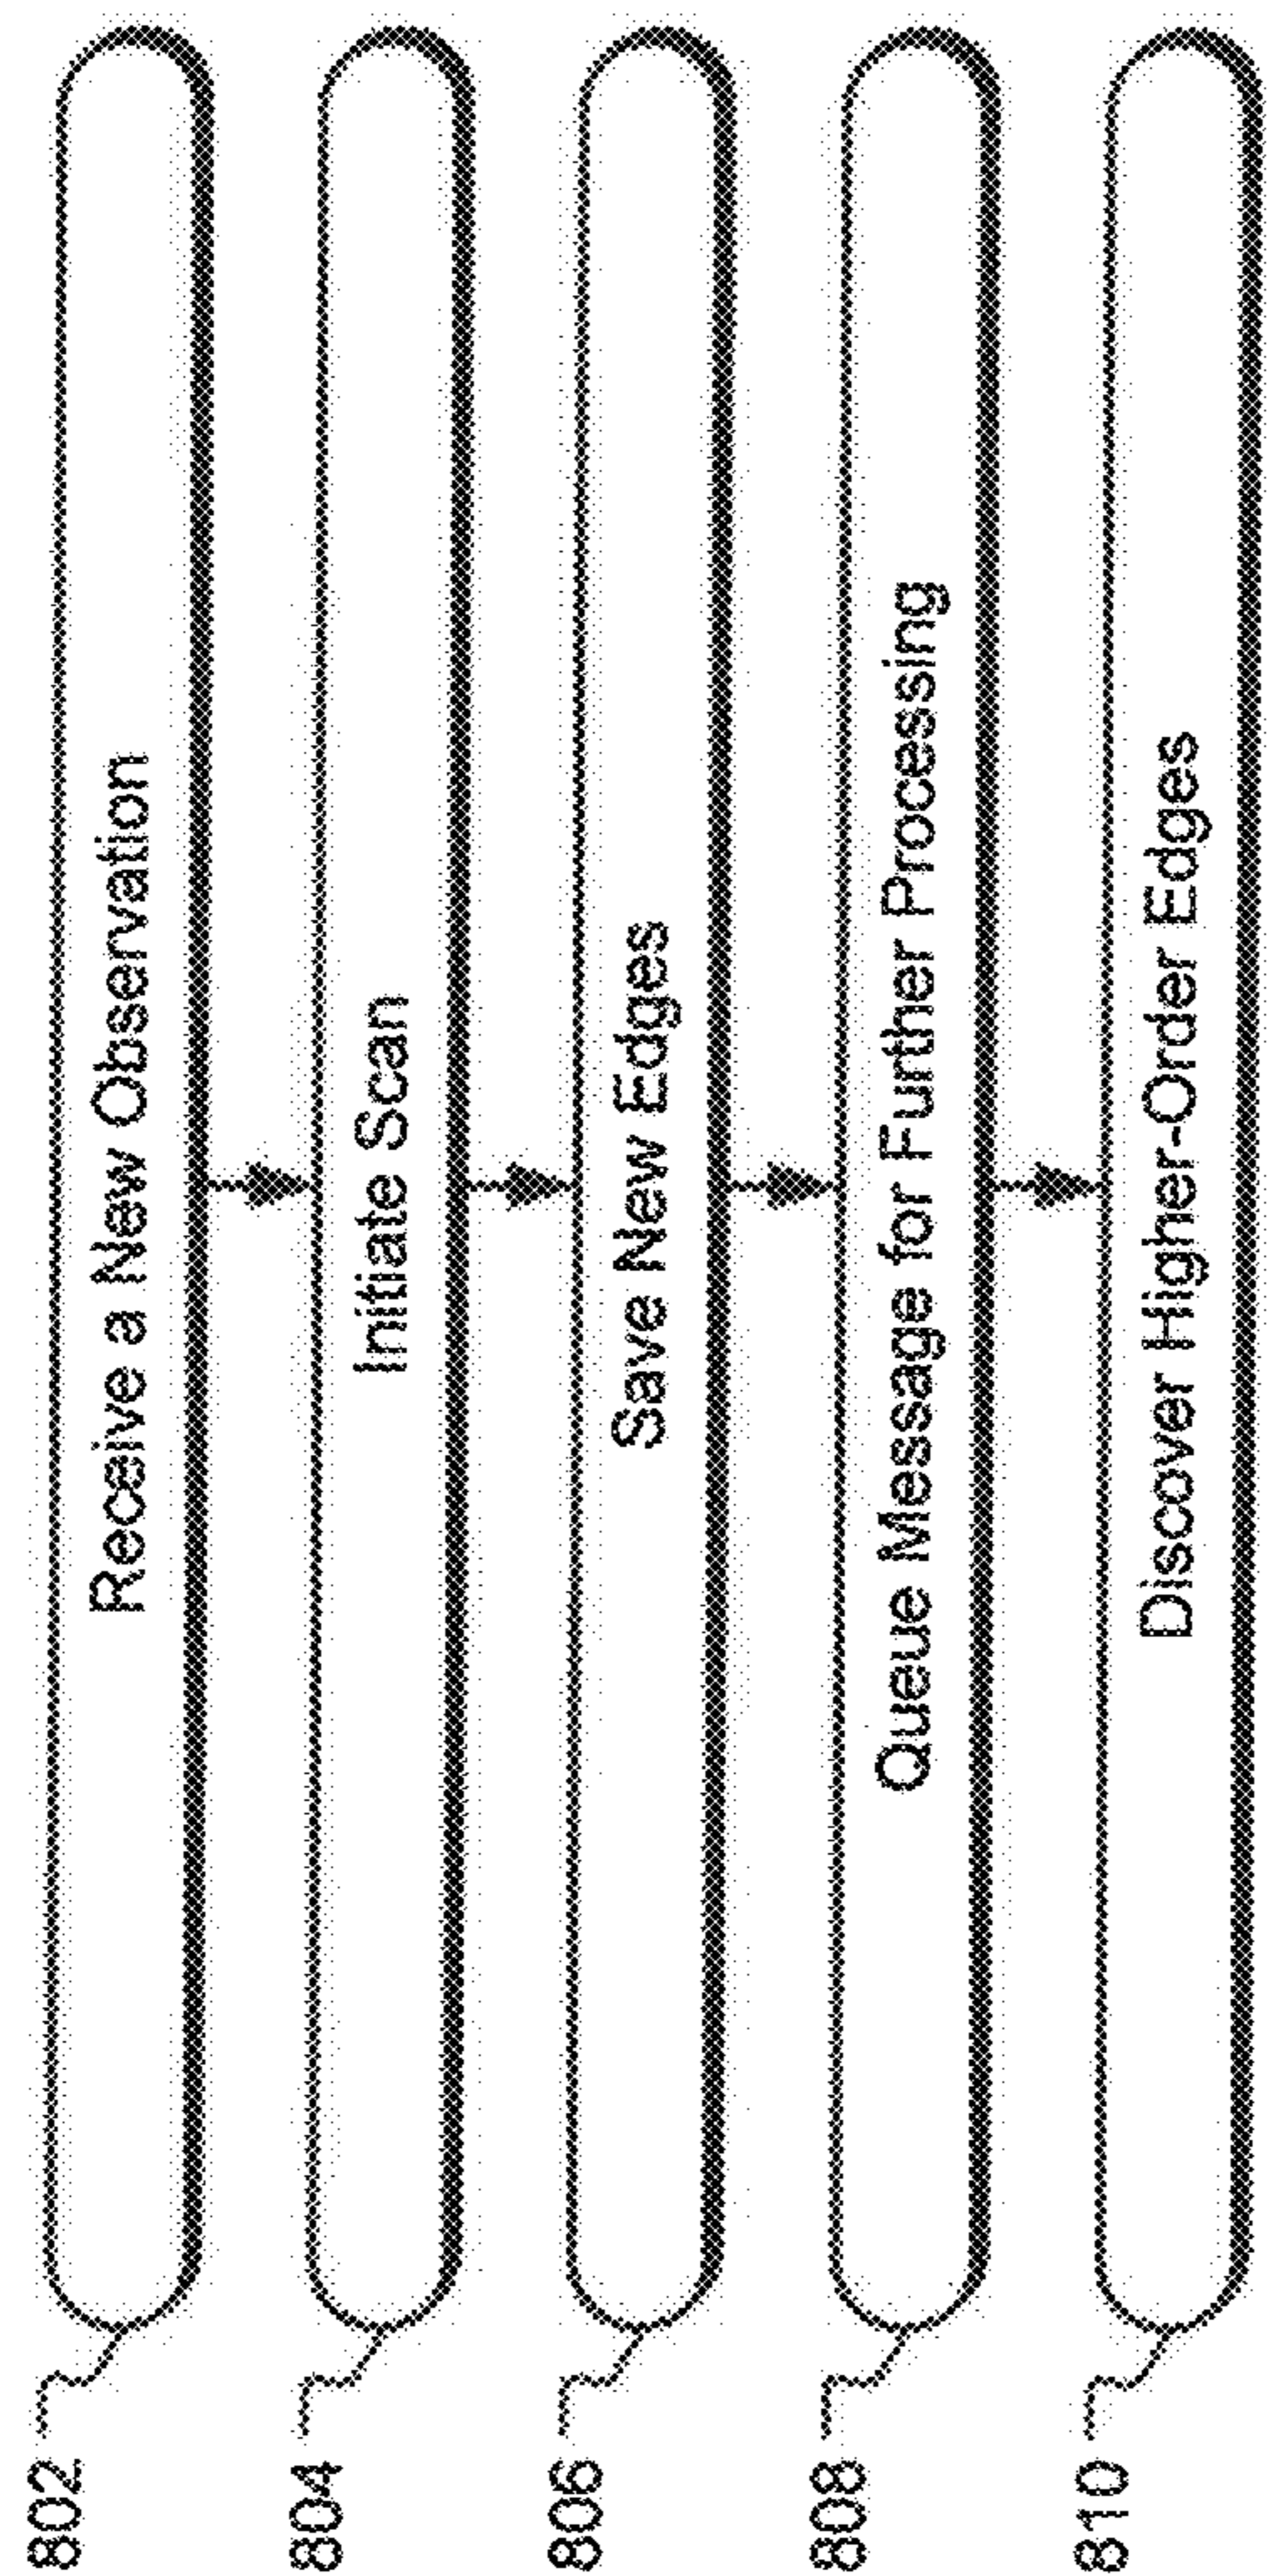 802 Receive a New Observation
804 Initiate Scan
806 Save New Edges
808 Queue Message for Further Processing
810 Discover Higher-Order Edges